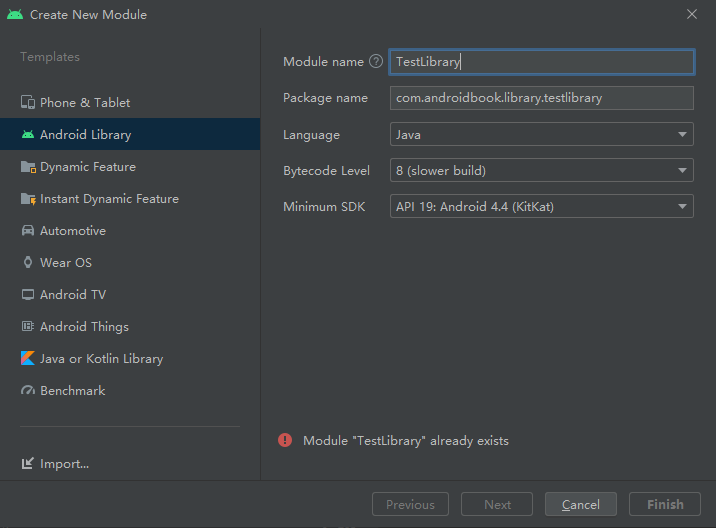 Create New Module
Templates
Phone & Tablet
Android Library
Dynamic Feature
Instant Dynamic Feature
Automotive
Wear OS
Android TV
Android Things
Java or Kotlin Library
Benchmark
Import...
Module name ?
TestLibrary
Package name
com.androidbook.library.testlibrary
Language
Java
Bytecode Level
8 (slower build)
Minimum SDK
API 19: Android 4.4 (KitKat)
Module "TestLibrary" already exists
Previous
Next
Cancel
Finish